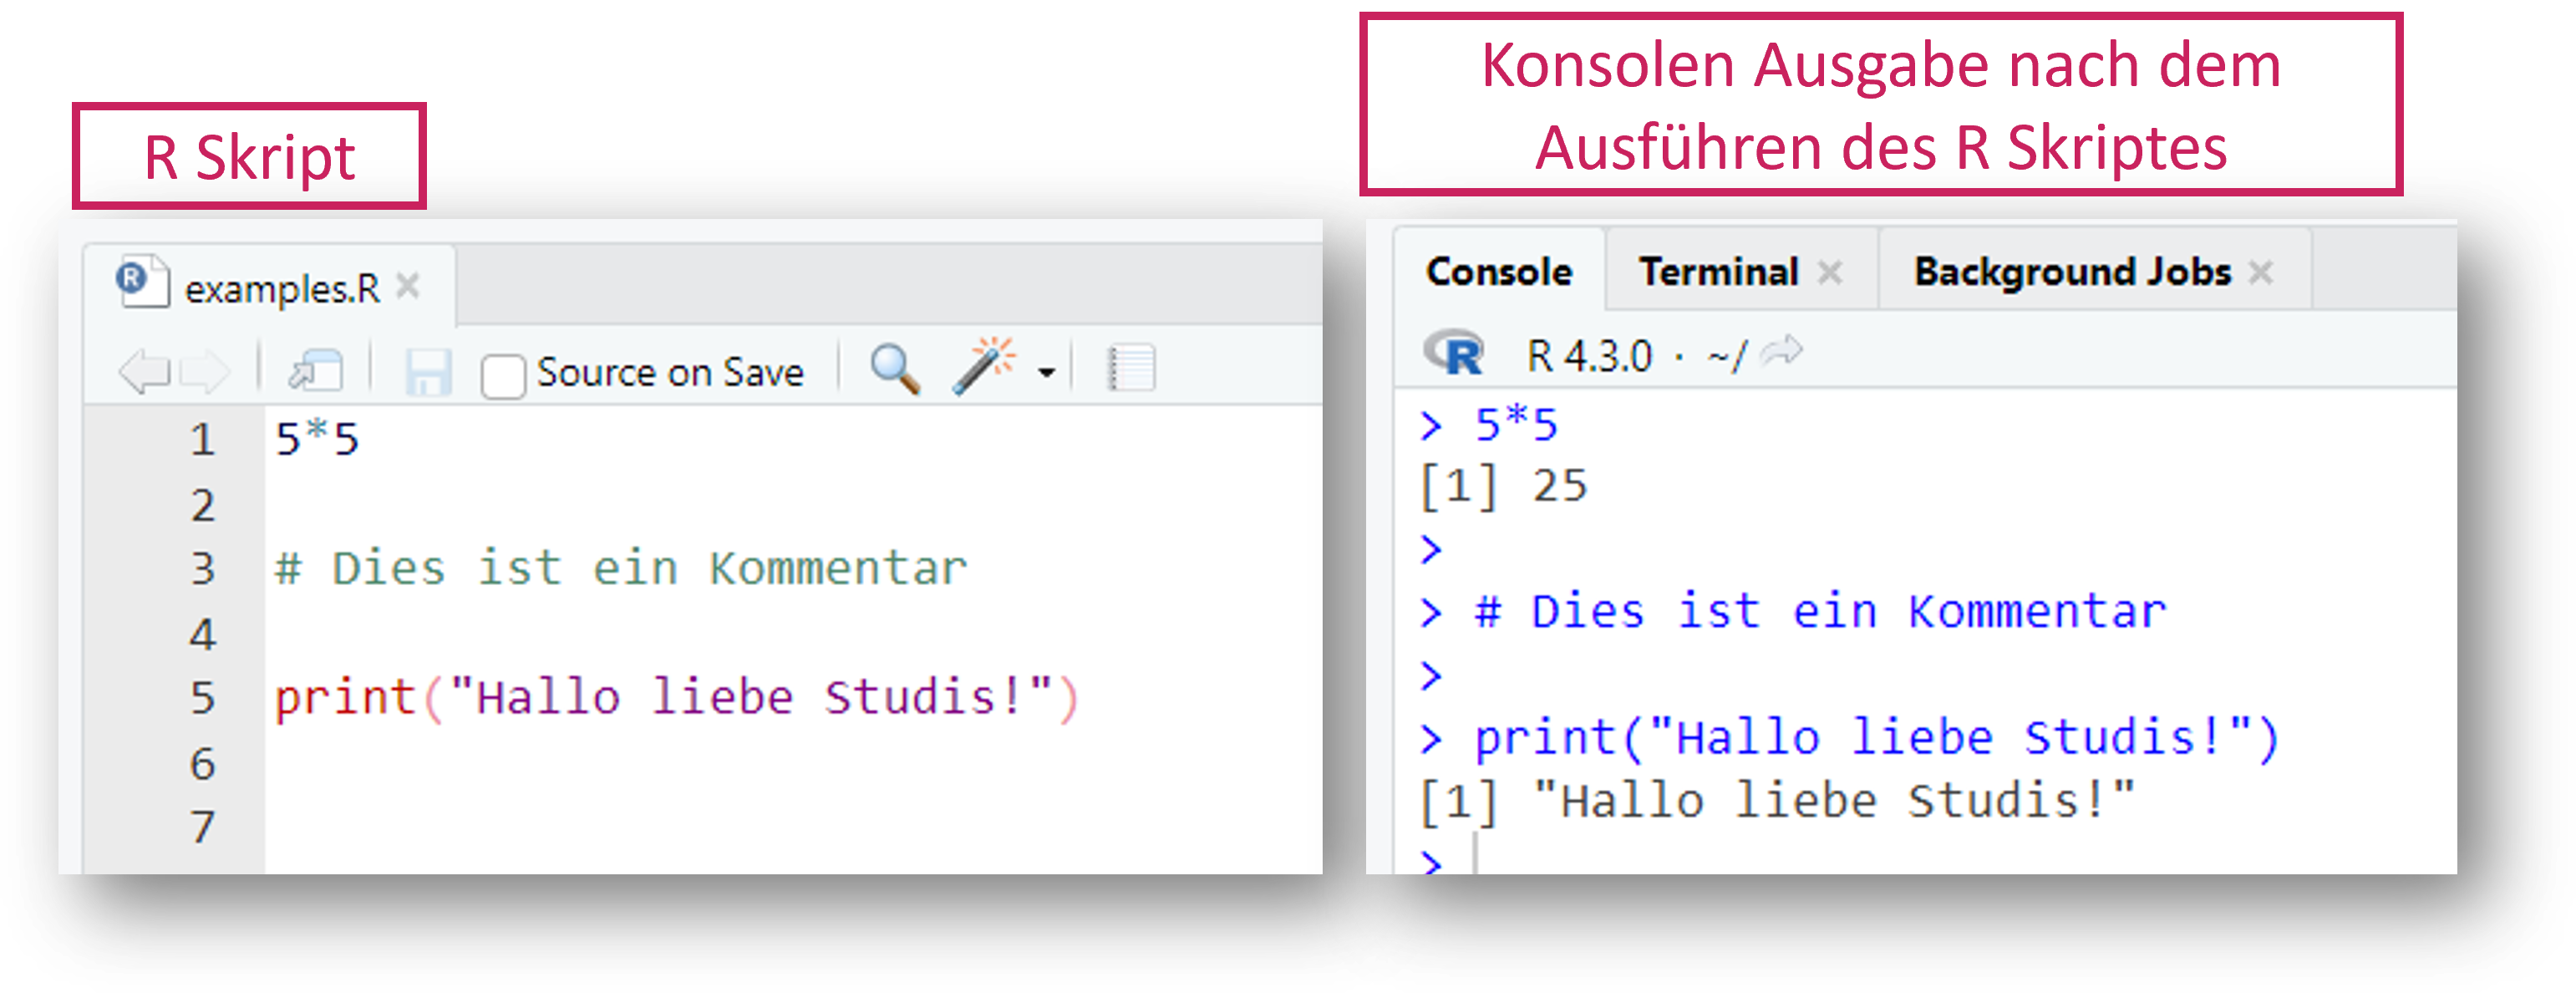 R Skript
Konsolen Ausgabe nach dem
Ausführen des R Skriptes
examples.R
Source on Save
1 5*5
2
3 # Dies ist ein Kommentar
4
5 print("Hallo liebe Studis!")
6
7
Console Terminal Background Jobs
R 4.3.0 · ~/
> 5*5
[1] 25
>
> # Dies ist ein Kommentar
>
> print("Hallo liebe Studis!")
[1] "Hallo liebe Studis!"
>